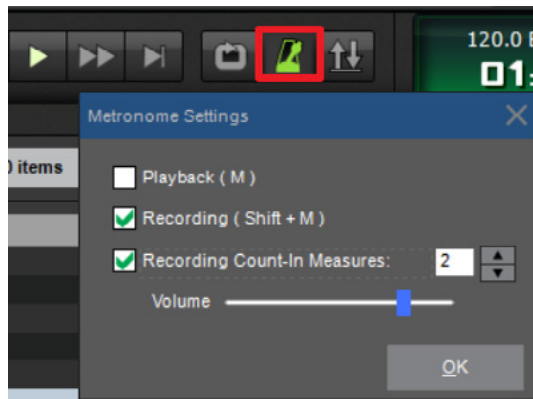 120.0
01:
Metronome Settings
items
Playback ( M )
Recording ( Shift + M )
Recording Count-In Measures: 2
Volume
OK